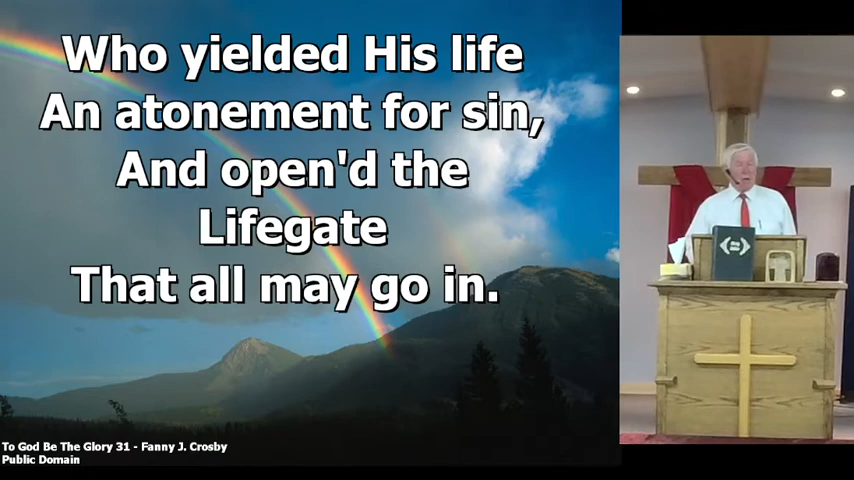 Who yielded His life
An atonement for sin,
And open'd the
Lifegate
That all may go in.
To God Be The Glory 31 - Fanny J. Crosby
Public Domain